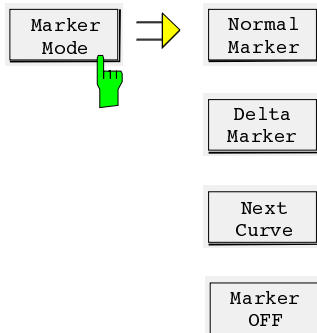 Marker
Mode
Normal
Marker
Delta
Marker
Next
Curve
Marker
OFF